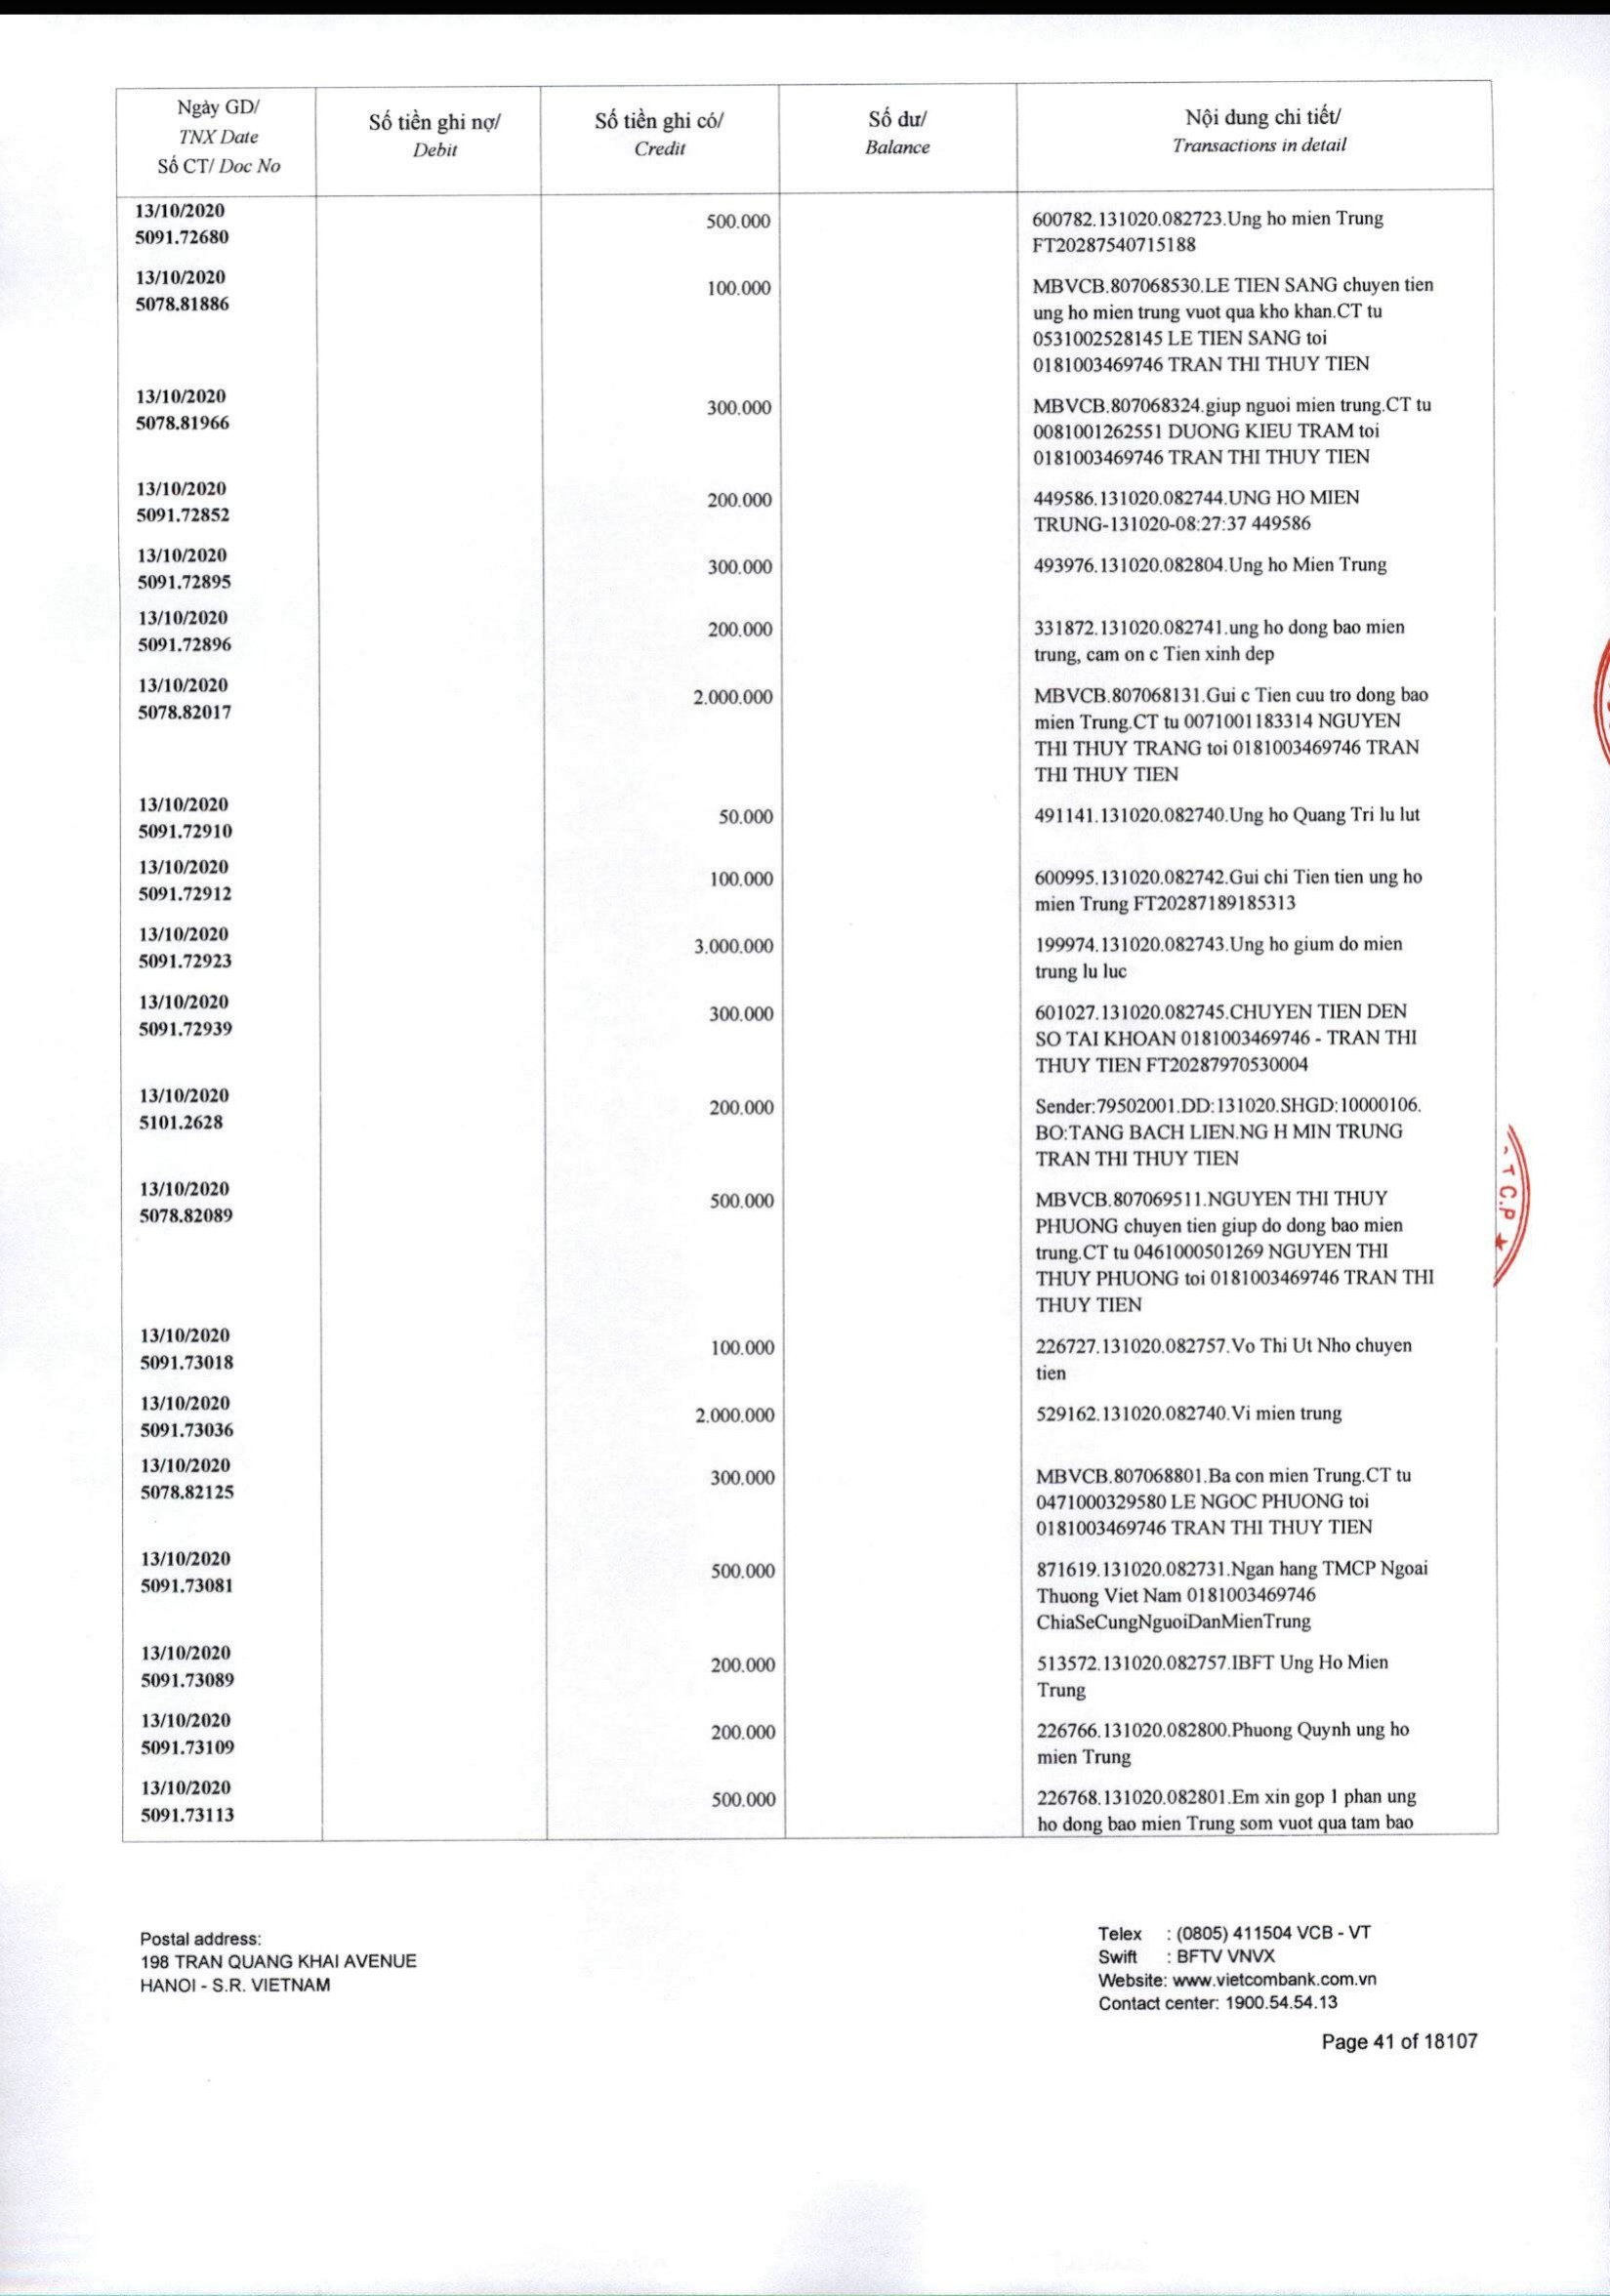 Ngày GD/
TNX Date
Số CT/ Doc No
Số tiền ghi nợ/
Debit
Số tiền ghi có/
Credit
Số dư/
Balance
Nội dung chi tiết/
Transactions in detail
13/10/2020
5091.72680
500.000
600782.131020.082723.Ung ho mien Trung
FT20287540715188
13/10/2020
5078.81886
100.000
MBVCB.807068530.LE TIEN SANG chuyen tien
ung ho mien trung vuot qua kho khan.CT tu
0531002528145 LE TIEN SANG toi
0181003469746 TRAN THI THUY TIEN
13/10/2020
5078.81966
300.000
MBVCB.807068324.giup nguoi mien trung.CT tu
0081001262551 DUONG KIEU TRAM toi
0181003469746 TRAN THI THUY TIEN
13/10/2020
5091.72852
200.000
449586.131020.082744.UNG HO MIEN
TRUNG-131020-08:27:37 449586
13/10/2020
5091.72895
300.000
493976.131020.082804.Ung ho Mien Trung
13/10/2020
5091.72896
200.000
331872.131020.082741.ung ho dong bao mien
trung, cam on c Tien xinh dep
13/10/2020
5078.82017
2.000.000
MBVCB.807068131.Gui c Tien cuu tro dong bao
mien Trung.CT tu 0071001183314 NGUYEN
THI THUY TRANG toi 0181003469746 TRAN
THI THUY TIEN
13/10/2020
5091.72910
50.000
491141.131020.082740.Ung ho Quang Tri lu lut
13/10/2020
5091.72912
100.000
600995.131020.082742.Gui chi Tien tien ung ho
mien Trung FT20287189185313
13/10/2020
5091.72923
3.000.000
199974.131020.082743.Ung ho gium do mien
trung lu luc
13/10/2020
5091.72939
300.000
601027.131020.082745.CHUYEN TIEN DEN
SO TAI KHOAN 0181003469746 - TRAN THI
THUY TIEN FT20287970530004
13/10/2020
5101.2628
200.000
Sender:79502001.DD:131020.SHGD:10000106.
BO:TANG BACH LIEN.NG H MIN TRUNG
TRAN THI THUY TIEN
13/10/2020
5078.82089
500.000
MBVCB.807069511.NGUYEN THI THUY
PHUONG chuyen tien giup do dong bao mien
trung.CT tu 0461000501269 NGUYEN THI
THUY PHUONG toi 0181003469746 TRAN THI
THUY TIEN
13/10/2020
5091.73018
100.000
226727.131020.082757.Vo Thi Ut Nho chuyen
tien
13/10/2020
5091.73036
2.000.000
529162.131020.082740.Vi mien trung
13/10/2020
5078.82125
300.000
MBVCB.807068801.Ba con mien Trung.CT tu
0471000329580 LE NGOC PHUONG toi
0181003469746 TRAN THI THUY TIEN
13/10/2020
5091.73081
500.000
871619.131020.082731.Ngan hang TMCP Ngoai
Thuong Viet Nam 0181003469746
ChiaSeCungNguoiDanMienTrung
13/10/2020
5091.73089
200.000
513572.131020.082757.IBFT Ung Ho Mien
Trung
13/10/2020
5091.73109
200.000
226766.131020.082800.Phuong Quynh ung ho
mien Trung
13/10/2020
5091.73113
500.000
226768.131020.082801.Em xin gop 1 phan ung
ho dong bao mien Trung som vuot qua tam bao
T.C.P ★
Postal address:
198 TRAN QUANG KHAI AVENUE
HANOI - S.R. VIETNAM
Telex : (0805) 411504 VCB - VT
Swift : BFTV VNVX
Website: www.vietcombank.com.vn
Contact center: 1900.54.54.13
Page 41 of 18107